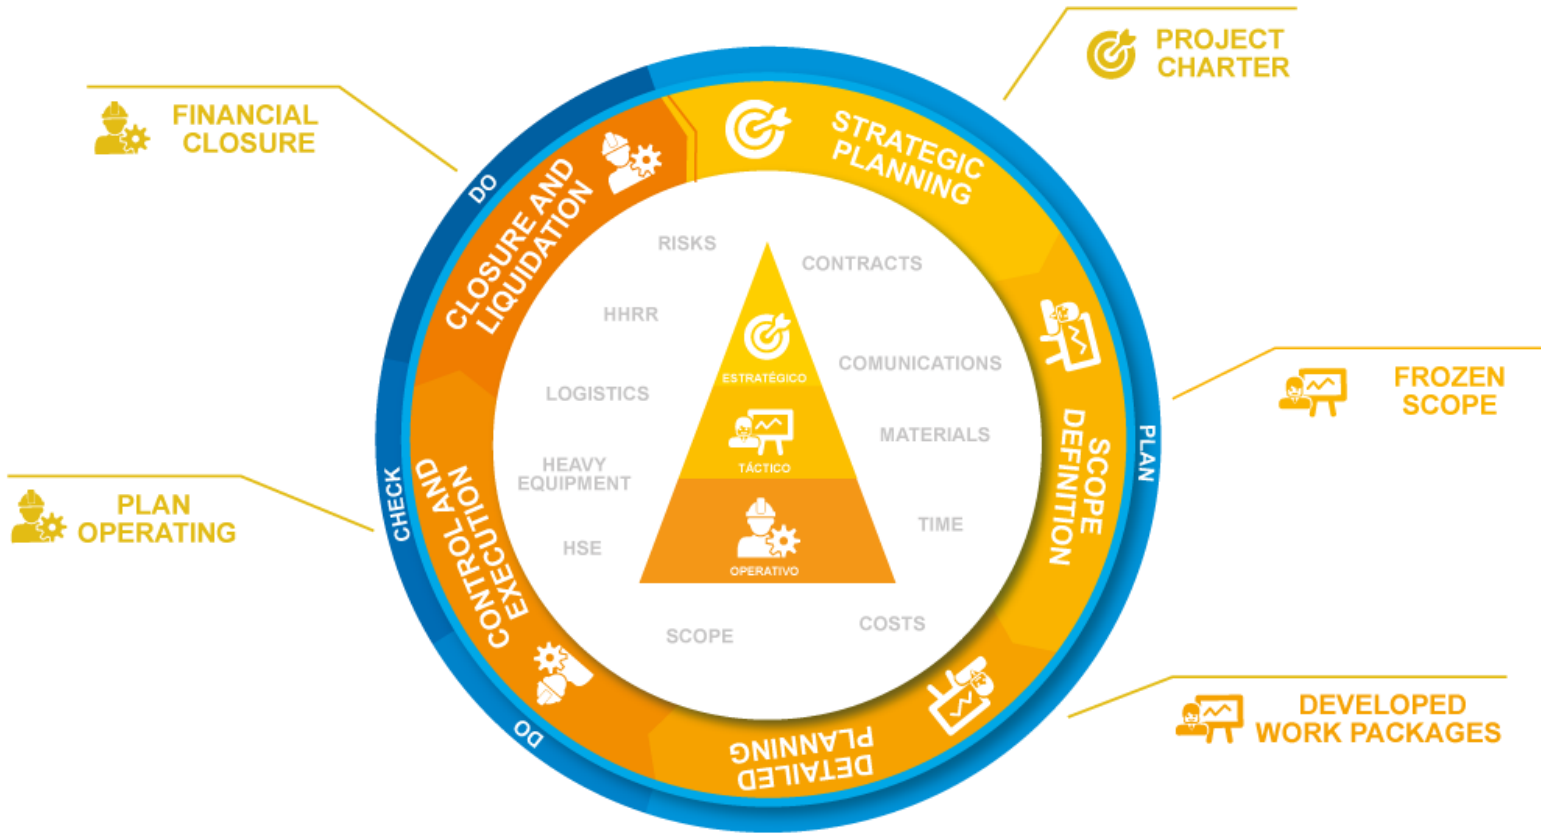 PROJECT
CHARTER
FINANCIAL
CLOSURE
STRATEGIC
PLANNING
DO
CLOSURE AND
LIQUIDATION
RISKS
CONTRACTS
HHRR
COMUNICATIONS
ESTRATÉGICO
FROZEN
SCOPE
LOGISTICS
SCOPE
DEFINITION
PLAN
MATERIALS
TÁCTICO
HEAVY
EQUIPMENT
CHECK
CONTROL AND
EXECUTION
PLAN
OPERATING
TIME
HSE
OPERATIVO
COSTS
SCOPE
DEVELOPED
WORK PACKAGES
DO
DETAILED
PLANNING